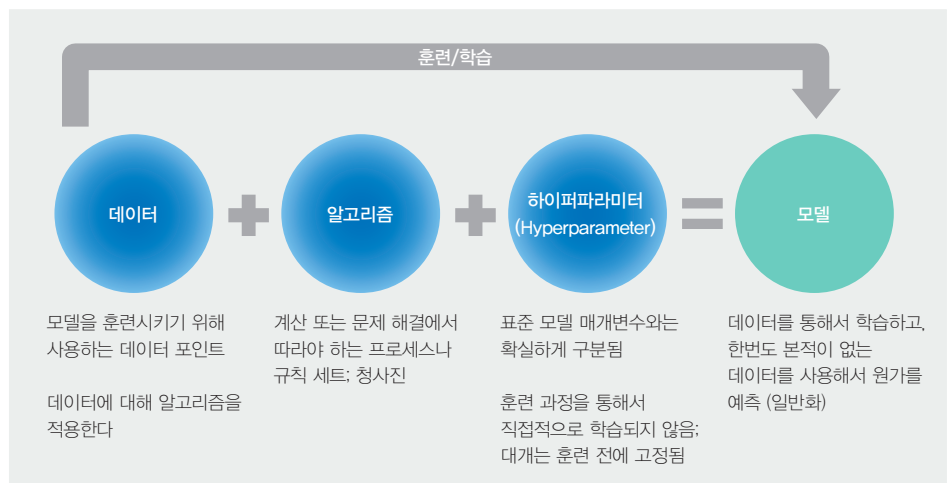 훈련/학습
데이터
알고리즘
하이퍼파라미터
(Hyperparameter)
모델
모델을 훈련시키기 위해
사용하는 데이터 포인트
데이터에 대해 알고리즘을
적용한다
계산 또는 문제 해결에서
따라야 하는 프로세스나
규칙 세트; 청사진
표준 모델 매개변수와는
확실하게 구분됨
훈련 과정을 통해서
직접적으로 학습되지 않음;
대개는 훈련 전에 고정됨
데이터를 통해서 학습하고,
한번도 본적이 없는
데이터를 사용해서 원가를
예측 (일반화)